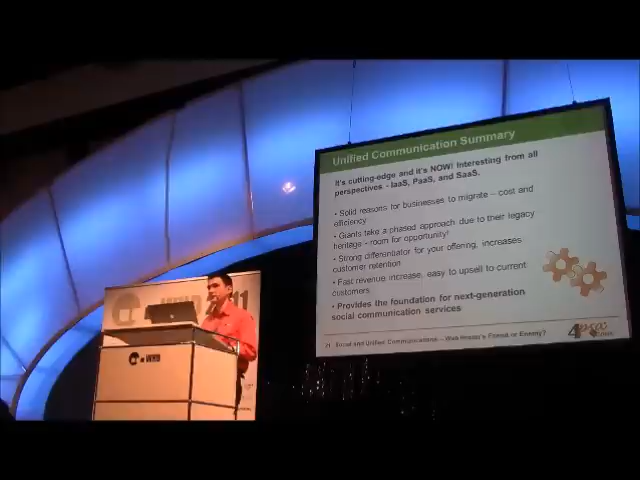 Unified Communication Summary
It's cutting-edge and it's NOW! Interesting from all
perspectives - IaaS, PaaS, and SaaS.
• Solid reasons for businesses to migrate – cost and
efficiency
• Giants take a phased approach due to their legacy
heritage - room for opportunity!
• Strong differentiator for your offering, increases
customer retention
• Fast revenue increase, easy to upsell to current
customers
• Provides the foundation for next-generation
social communication services
21 Social and Unified Communications – Web Hoster's Friend or Enemy?
4psa